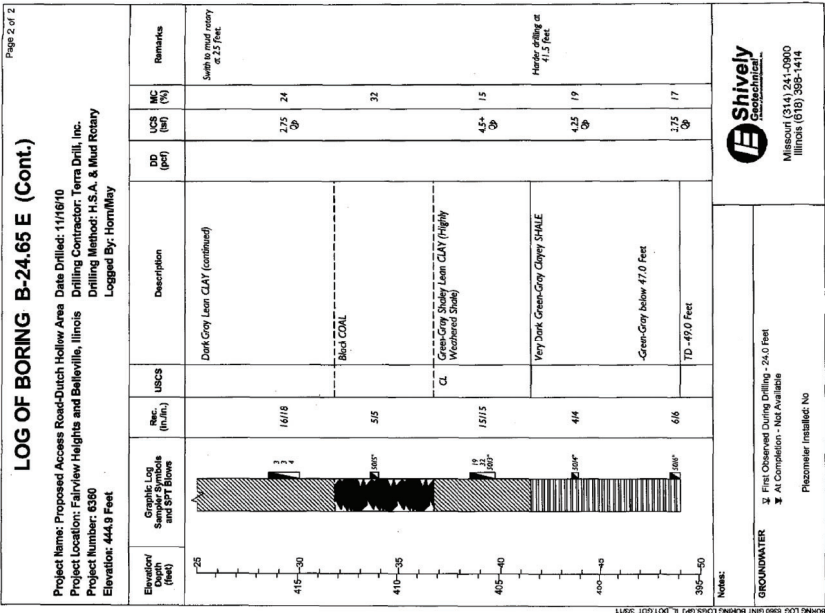 Page 2 of 2
LOG OF BORING B-24.65 E (Cont.)
Project Name: Proposed Access Road-Dutch Hollow Area Date Drilled: 11/16/10
Project Location: Fairview Heights and Belleville, Ilinois Drilling Contractor: Terra Drill, Inc.
Project Number: 6360 Drilling Method: H.S.A. & Mud Rotary
Elevation: 444.9 Feet Logged By: Horn/May
Elevation/ Depth (feet)
Graphic Log Sampler Symbols and SPT Blows
Rec. (in./in.)
USCS
Description
DD (pcf)
UCS (tsf)
MC (%)
Remarks
25
Dark Gray Lean CLAY (continued)
Swith to mud rotary
at 25 feet.
3
3
4
16/18
2.75 Qp
24
415 30
Black COAL
50/5"
5/5
32
410 35
CL
Green-Gray Shaley Lean CLAY (Highly
Weathered Shale)
19
32
50/3"
15/15
4.5+ Qp
15
405 40
Very Dark Green-Gray Clayey SHALE
Harder drilling at
41.5 feet.
50/4"
4/4
4.25 Qp
19
400 45
-Green-Gray below 47.0 Feet
50/6"
6/6
3.75 Qp
17
TD -49.0 Feet
395 50
Notes:
GROUNDWATER
First Observed During Drilling - 24.0 Feet
At Completion - Not Available
Piezometer Installed: No
Shively
Geotechnical
Missouri (314) 241-0900
Illinois (618) 398-1414